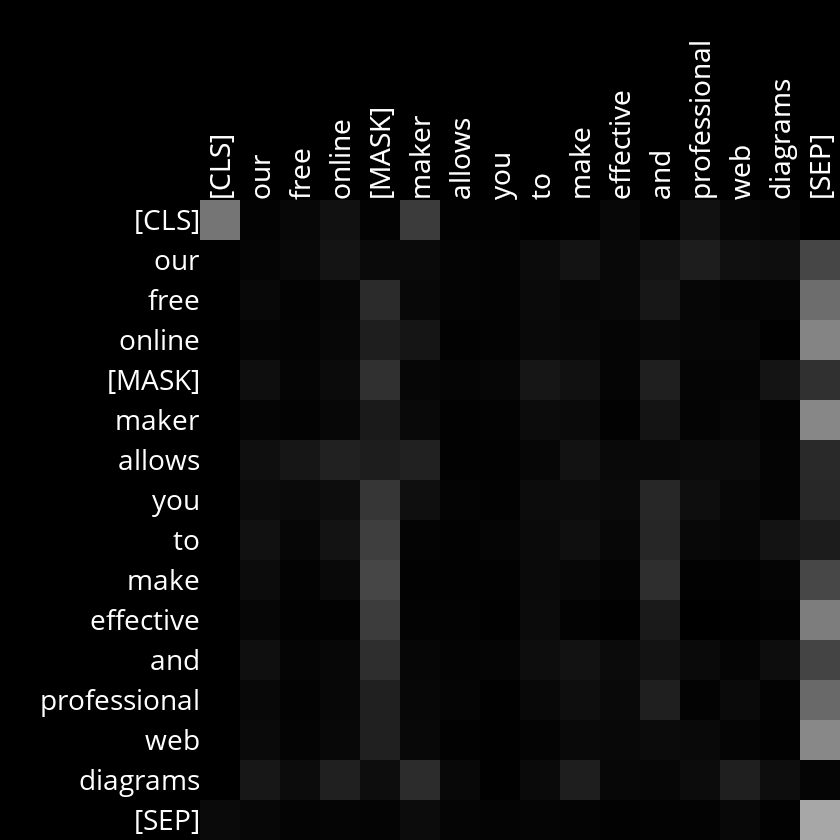 [CLS] our free online [MASK] maker allows you to make effective and professional web diagrams [SEP]
[CLS]
our
free
online
[MASK]
maker
allows
you
to
make
effective
and
professional
web
diagrams
[SEP]